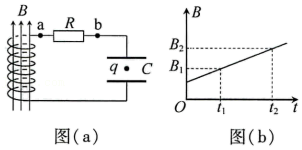 B
a R b
q C
图(a)
B
B₂
B₁
O t₁ t₂ t
图(b)